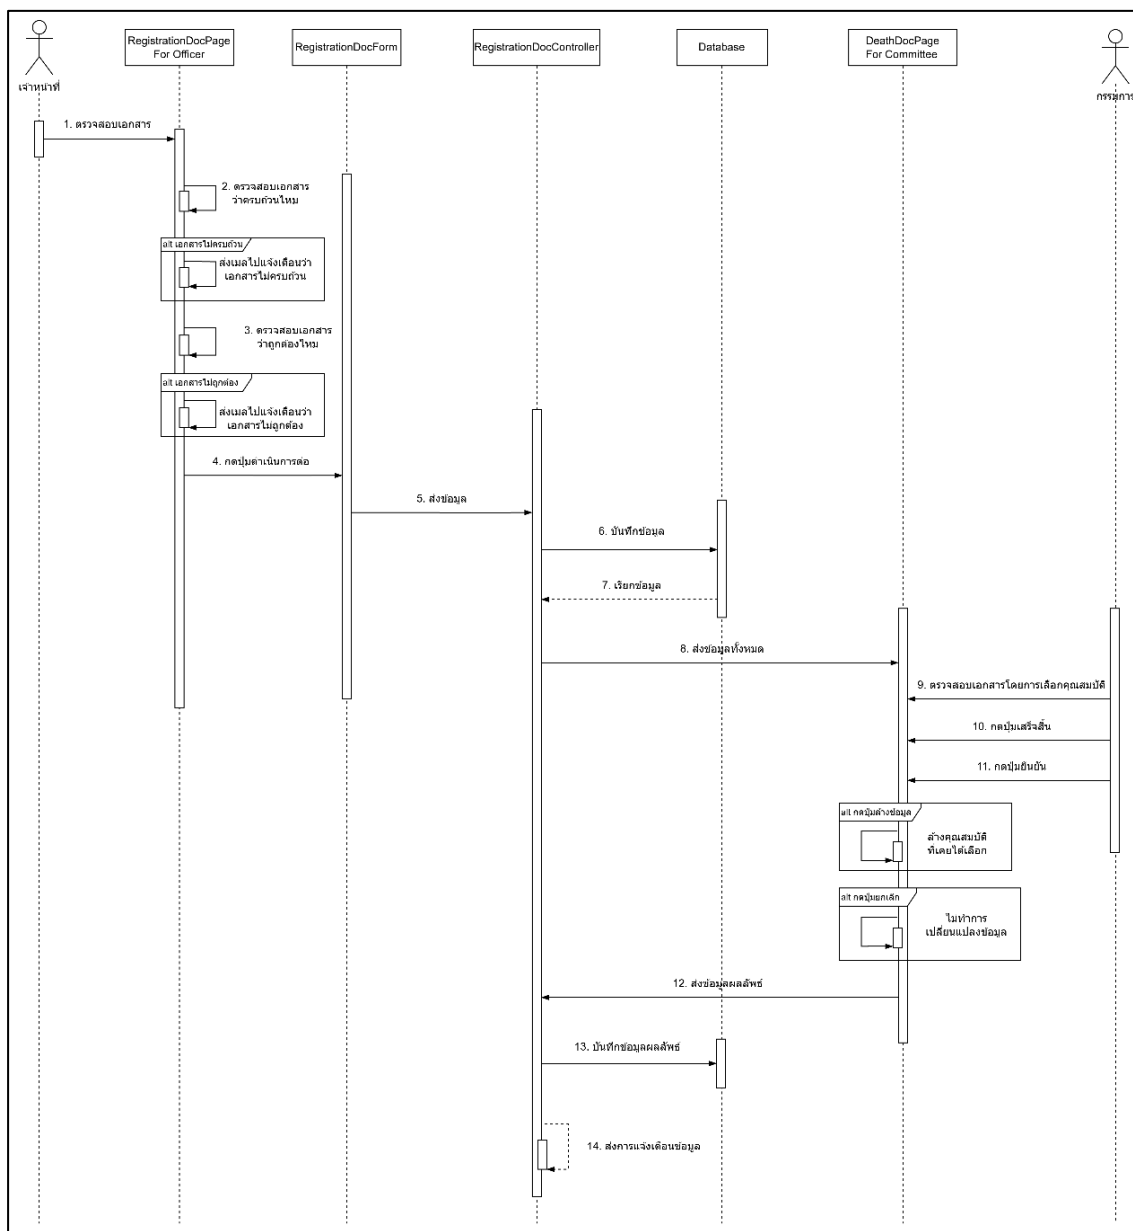 RegistrationDocPage
For Officer
RegistrationDocForm
RegistrationDocController
Database
DeathDocPage
For Committee
เจ้าหน้าที่
กรรมการ
1. ตรวจสอบเอกสาร
2. ตรวจสอบเอกสาร
ว่าครบถ้วนไหม
alt เอกสารไม่ครบถ้วน
ส่งเมลไปแจ้งเตือนว่า
เอกสารไม่ครบถ้วน
3. ตรวจสอบเอกสาร
ว่าถูกต้องไหม
alt เอกสารไม่ถูกต้อง
ส่งเมลไปแจ้งเตือนว่า
เอกสารไม่ถูกต้อง
4. กดปุ่มดำเนินการต่อ
5. ส่งข้อมูล
6. บันทึกข้อมูล
7. เรียกข้อมูล
8. ส่งข้อมูลทั้งหมด
9. ตรวจสอบเอกสารโดยการเลือกคุณสมบัติ
10. กดปุ่มเสร็จสิ้น
11. กดปุ่มยืนยัน
alt กดปุ่มล้างข้อมูล
ล้างคุณสมบัติ
ที่เคยได้เลือก
alt กดปุ่มยกเลิก
ไม่ทำการ
เปลี่ยนแปลงข้อมูล
12. ส่งข้อมูลผลลัพธ์
13. บันทึกข้อมูลผลลัพธ์
14. ส่งการแจ้งเตือนข้อมูล